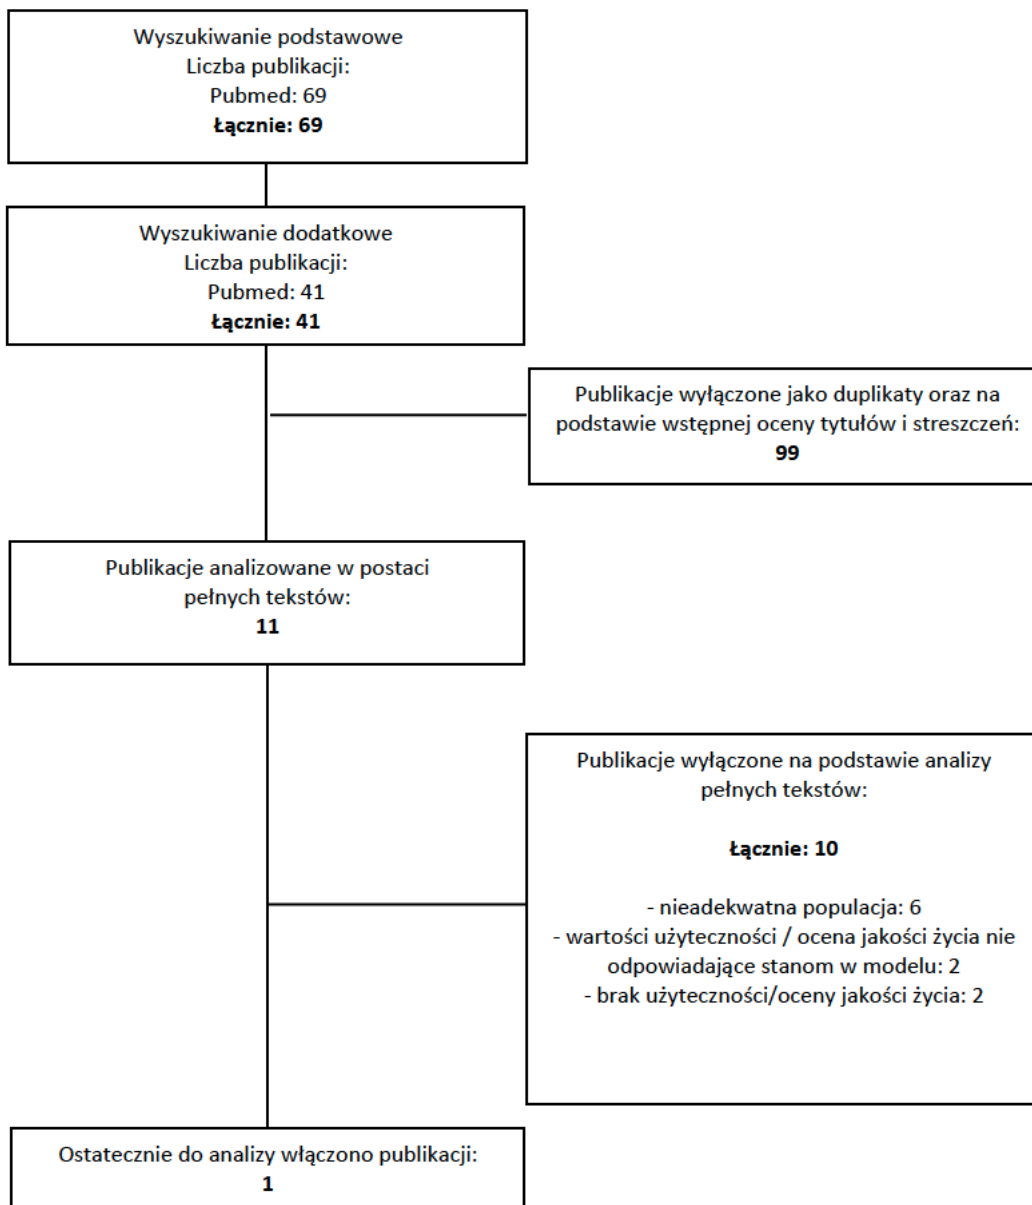 Wyszukiwanie podstawowe
Liczba publikacji:
Pubmed: 69
Łącznie: 69
Wyszukiwanie dodatkowe
Liczba publikacji:
Pubmed: 41
Łącznie: 41
Publikacje wyłączone jako duplikaty oraz na
podstawie wstępnej oceny tytułów i streszczeń:
99
Publikacje analizowane w postaci
pełnych tekstów:
11
Publikacje wyłączone na podstawie analizy
pełnych tekstów:
Łącznie: 10
- nieadekwatna populacja: 6
- wartości użyteczności / ocena jakości życia nie
odpowiadające stanom w modelu: 2
- brak użyteczności/oceny jakości życia: 2
Ostatecznie do analizy włączono publikacji:
1